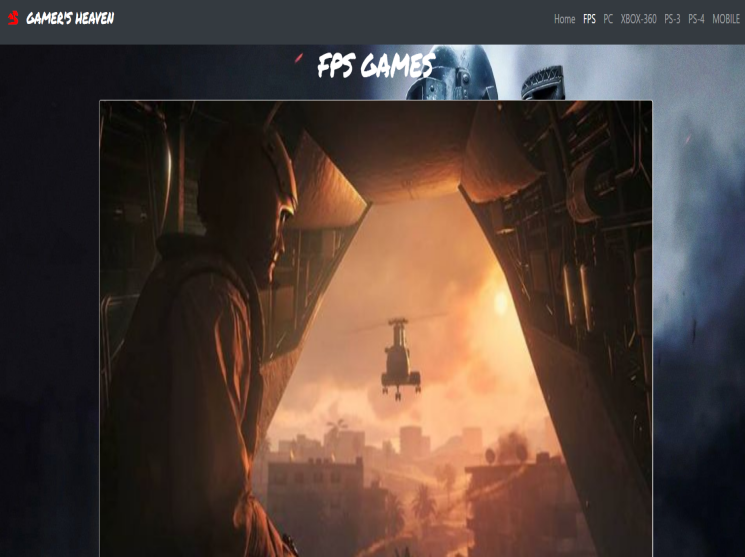 GAMER'S HEAVEN
Home FPS PC XBOX-360 PS-3 PS-4 MOBILE
FPS GAMES